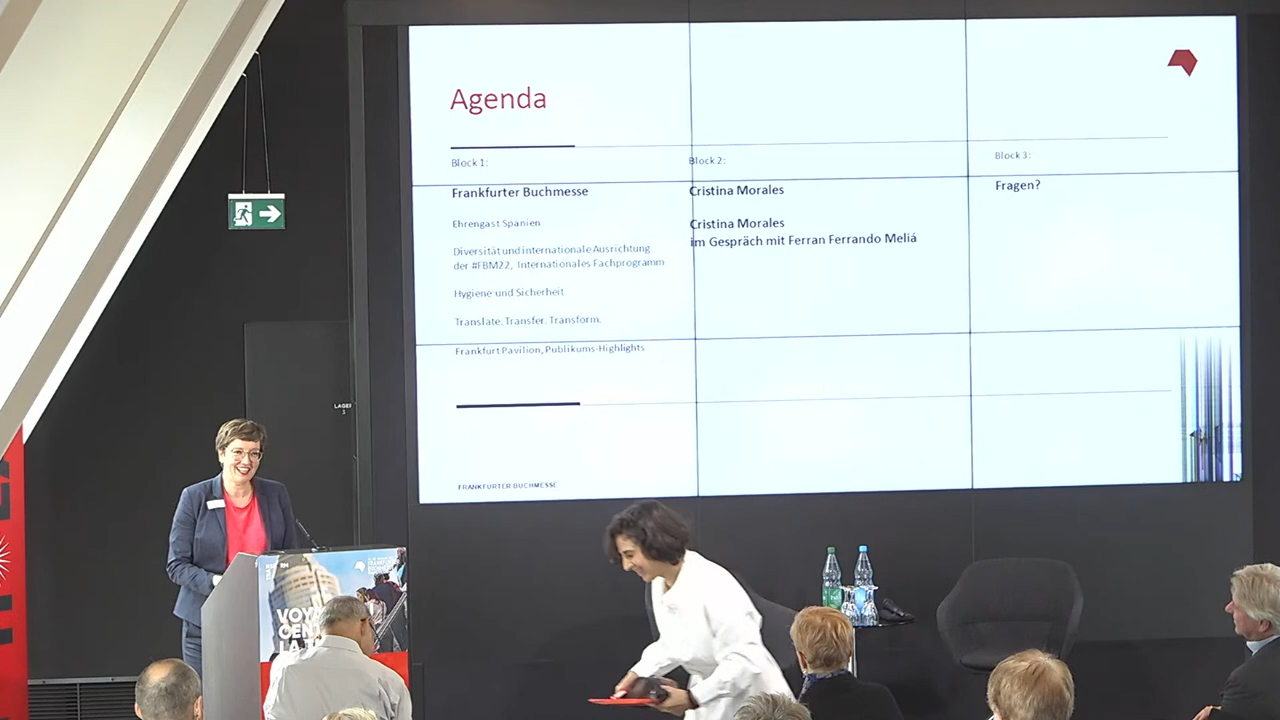 Agenda
Block 1:
Frankfurter Buchmesse
Ehrengast Spanien
Diversität und internationale Ausrichtung
der #FBM22, Internationales Fachprogramm
Hygiene und Sicherheit
Translate. Transfer. Transform.
Frankfurt Pavilion, Publikums-Highlights
Block 2:
Cristina Morales
Cristina Morales
im Gespräch mit Ferran Ferrando Meliá
Block 3:
Fragen?
FRANKFURTER BUCHMESSE
LAGER
3